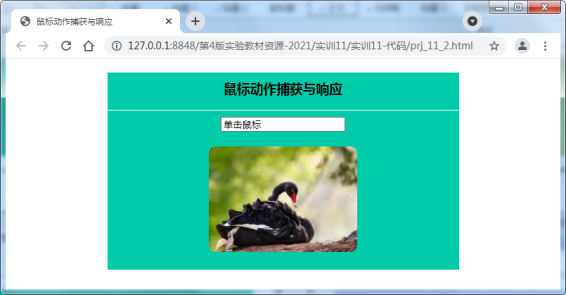 鼠标动作捕获与响应
127.0.0.1:8848/第4版实验教材资源-2021/实训11/实训11-代码/prj_11_2.html
鼠标动作捕获与响应
单击鼠标